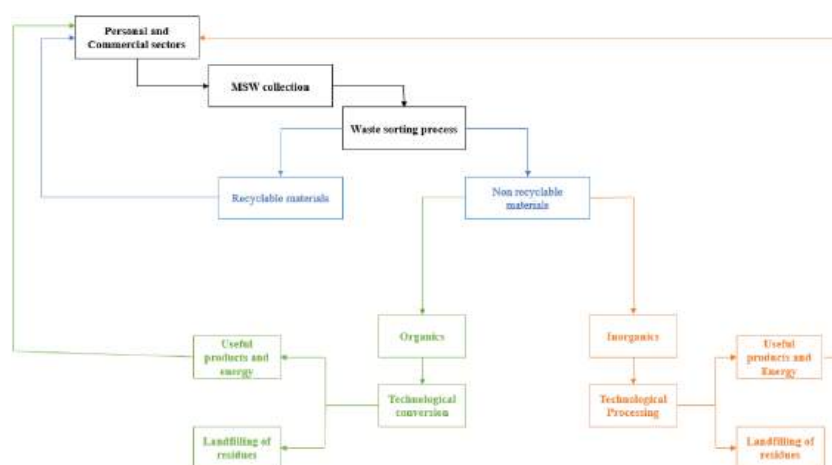 Personal and
Commercial sectors
MSW collection
Waste sorting process
Recyclable materials
Non recyclable
materials
Organics
Inorganics
Useful
products and
energy
Technological
conversion
Landfilling of
residues
Technological
Processing
Useful
products and
Energy
Landfilling of
residues